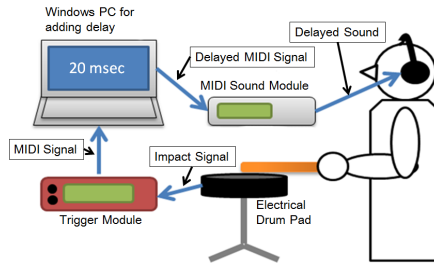 Windows PC for
adding delay
20 msec
Delayed MIDI Signal
Delayed Sound
MIDI Sound Module
MIDI Signal
Impact Signal
Trigger Module
Electrical
Drum Pad